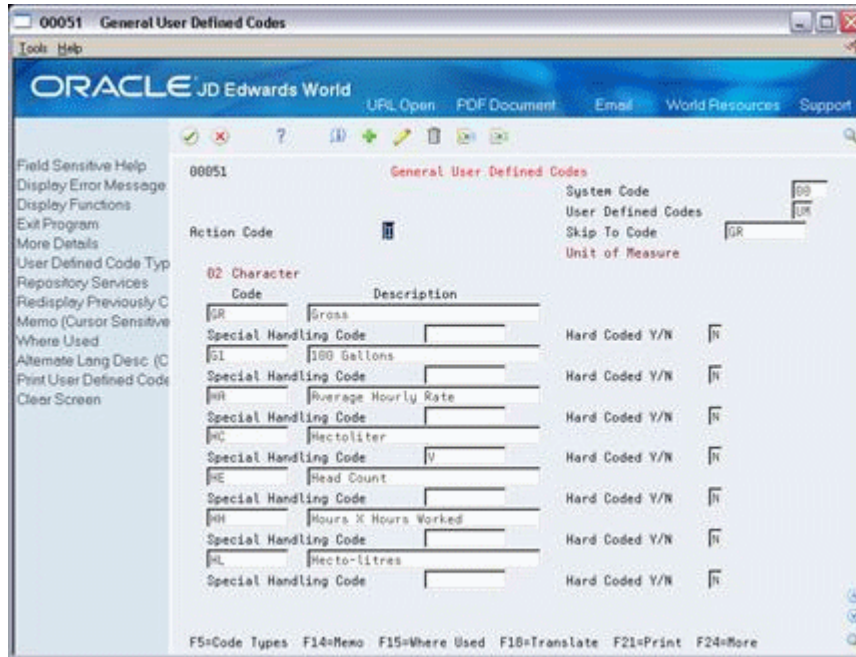 00051 General User Defined Codes
Tools Help
ORACLE JD Edwards World
URL Open PDF Document Email World Resources Support
Field Sensitive Help
Display Error Message
Display Functions
Exit Program
More Details
User Defined Code Typ
Repository Services
Redisplay Previously C
Memo (Cursor Sensitive
Where Used
Alternate Lang Desc (C
Print User Defined Code
Clear Screen
00051 General User Defined Codes
System Code 00
User Defined Codes UM
Action Code I Skip To Code GR
Unit of Measure
02 Character
Code Description
GR Gross
Special Handling Code Hard Coded Y/N N
G1 100 Gallons
Special Handling Code Hard Coded Y/N N
HA Average Hourly Rate
Special Handling Code Hard Coded Y/N N
HC Hectoliter
Special Handling Code V Hard Coded Y/N N
HE Head Count
Special Handling Code Hard Coded Y/N N
HH Hours X Hours Worked
Special Handling Code Hard Coded Y/N N
HL Hecto-litres
Special Handling Code Hard Coded Y/N N
F5=Code Types F14=Memo F15=Where Used F18=Translate F21=Print F24=More